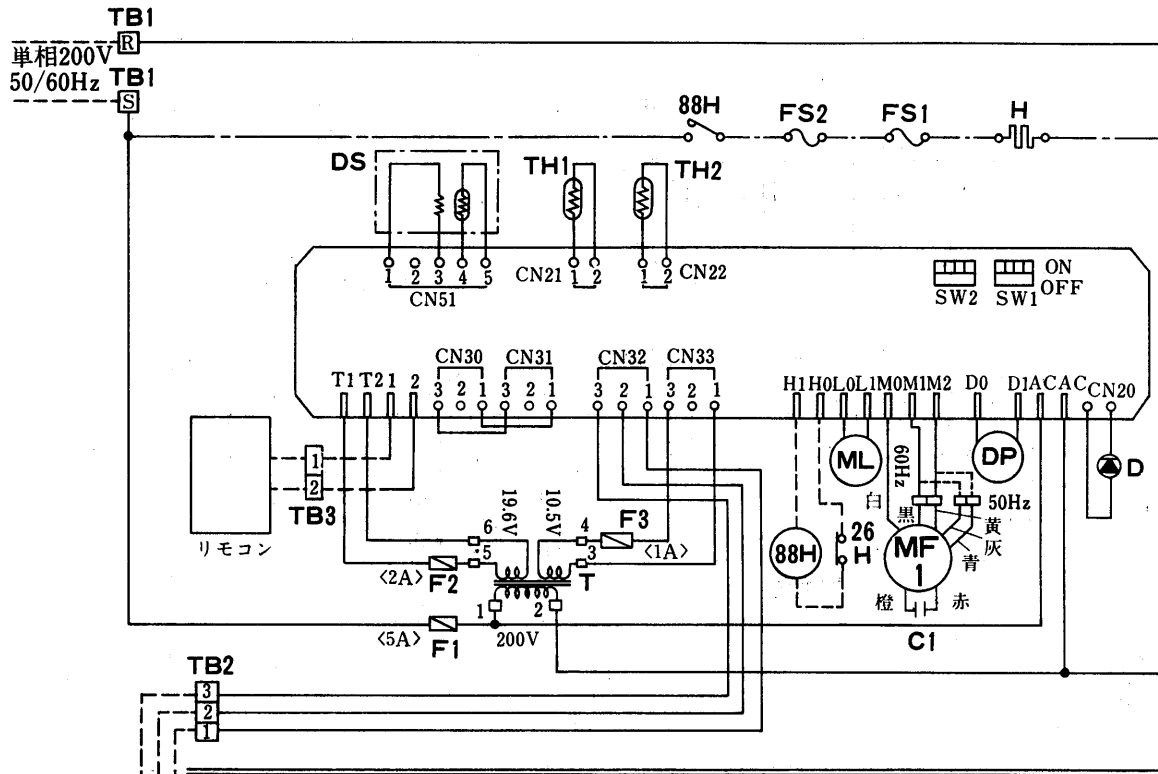 TB1
R
単相200V
50/60Hz
TB1
S
88H
FS2
FS1
H
DS
TH1
TH2
1 2 3 4 5
CN51
CN21
1 2
1 2
CN22
SW2
SW1
ON
OFF
CN30
CN31
CN32
CN33
T1 T2 1 2
3 2 1
3 2 1
3 2 1
3 2 1
H1 H0 L0 L1 M0 M1 M2 D0 D1 AC AC CN20
リモコン
1
2
TB3
19.6V
10.5V
6
5
4
3
F3
〈1A〉
〈2A〉
F2
T
1
2
200V
〈5A〉
F1
ML
DP
D
60Hz
50Hz
白
黒
黄
灰
青
88H
26
H
MF
1
橙
赤
C1
TB2
3
2
1